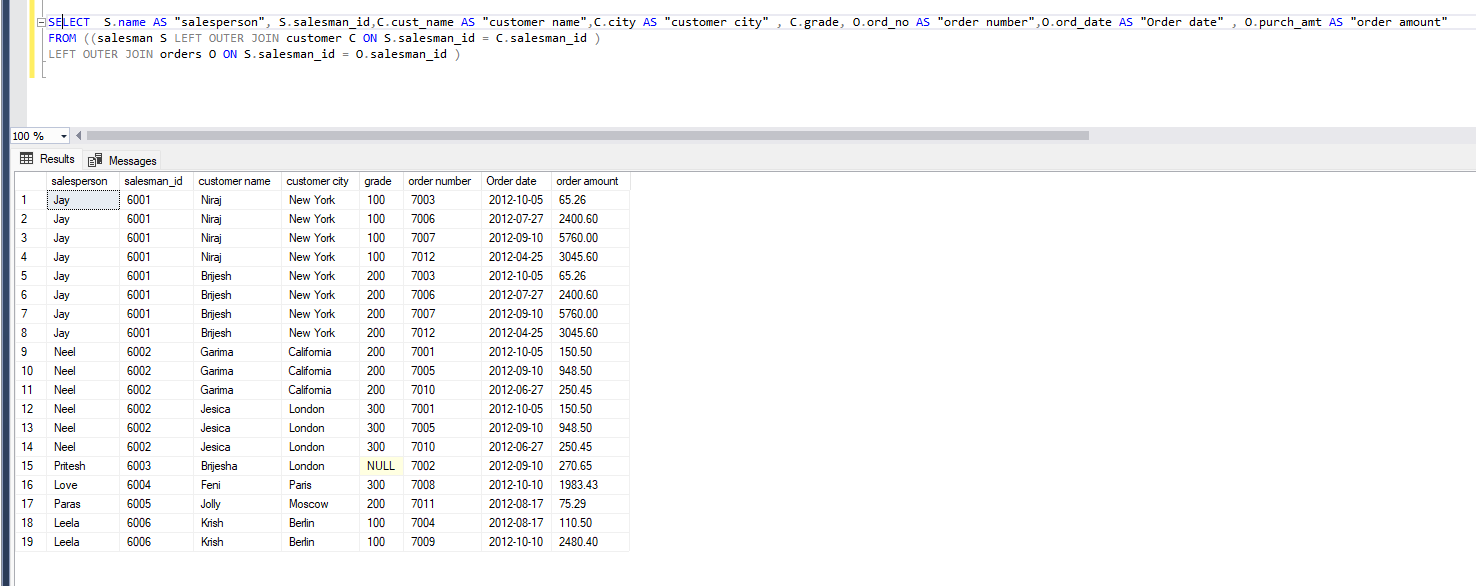 SELECT  S.name AS "salesperson", S.salesman_id,C.cust_name AS "customer name",C.city AS "customer city" , C.grade, O.ord_no AS "order number",O.ord_date AS "Order date" , O.purch_amt AS "order amount"
FROM ((salesman S LEFT OUTER JOIN customer C ON S.salesman_id = C.salesman_id )
LEFT OUTER JOIN orders O ON S.salesman_id = O.salesman_id )
100 %
Results Messages
salesperson salesman_id customer name customer city grade order number Order date order amount
1 Jay 6001 Niraj New York 100 7003 2012-10-05 65.26
2 Jay 6001 Niraj New York 100 7006 2012-07-27 2400.60
3 Jay 6001 Niraj New York 100 7007 2012-09-10 5760.00
4 Jay 6001 Niraj New York 100 7012 2012-04-25 3045.60
5 Jay 6001 Brijesh New York 200 7003 2012-10-05 65.26
6 Jay 6001 Brijesh New York 200 7006 2012-07-27 2400.60
7 Jay 6001 Brijesh New York 200 7007 2012-09-10 5760.00
8 Jay 6001 Brijesh New York 200 7012 2012-04-25 3045.60
9 Neel 6002 Garima California 200 7001 2012-10-05 150.50
10 Neel 6002 Garima California 200 7005 2012-09-10 948.50
11 Neel 6002 Garima California 200 7010 2012-06-27 250.45
12 Neel 6002 Jesica London 300 7001 2012-10-05 150.50
13 Neel 6002 Jesica London 300 7005 2012-09-10 948.50
14 Neel 6002 Jesica London 300 7010 2012-06-27 250.45
15 Pritesh 6003 Brijesha London NULL 7002 2012-09-10 270.65
16 Love 6004 Feni Paris 300 7008 2012-10-10 1983.43
17 Paras 6005 Jolly Moscow 200 7011 2012-08-17 75.29
18 Leela 6006 Krish Berlin 100 7004 2012-08-17 110.50
19 Leela 6006 Krish Berlin 100 7009 2012-10-10 2480.40